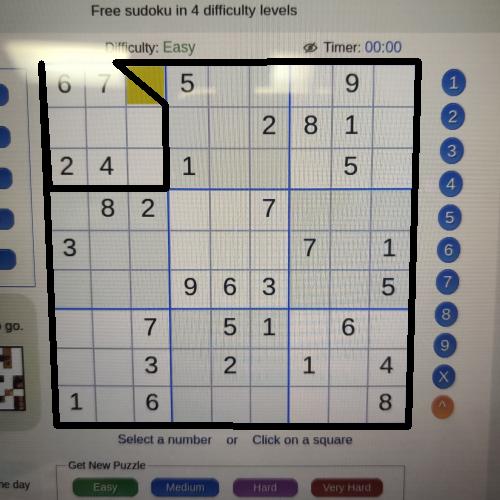 Free sudoku in 4 difficulty levels
Difficulty: Easy Timer: 00:00
6 7 5 9 1
2 8 1 2
2 4 1 5 3
4
8 2 7 5
3 7 1 6
9 6 3 5 7
go. 7 5 1 6 8
3 2 1 4 9
1 6 8 X
^
Select a number or Click on a square
Get New Puzzle
the day Easy Medium Hard Very Hard